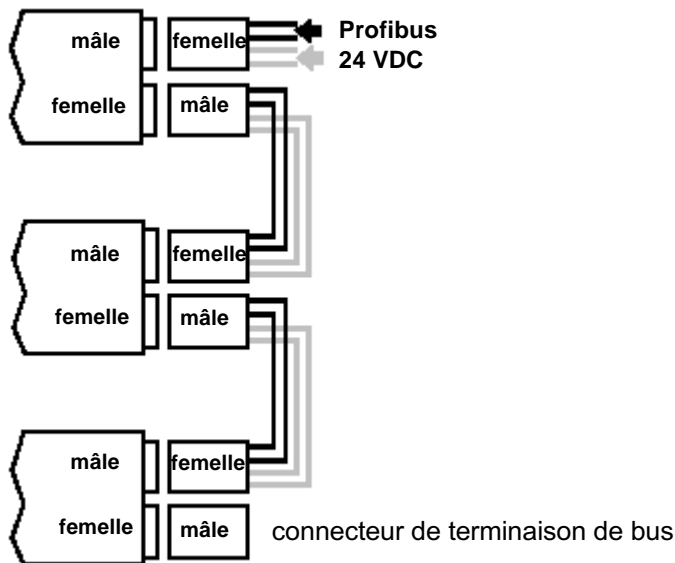 mâle femelle Profibus
24 VDC
femelle mâle
mâle femelle
femelle mâle
mâle femelle
femelle mâle connecteur de terminaison de bus